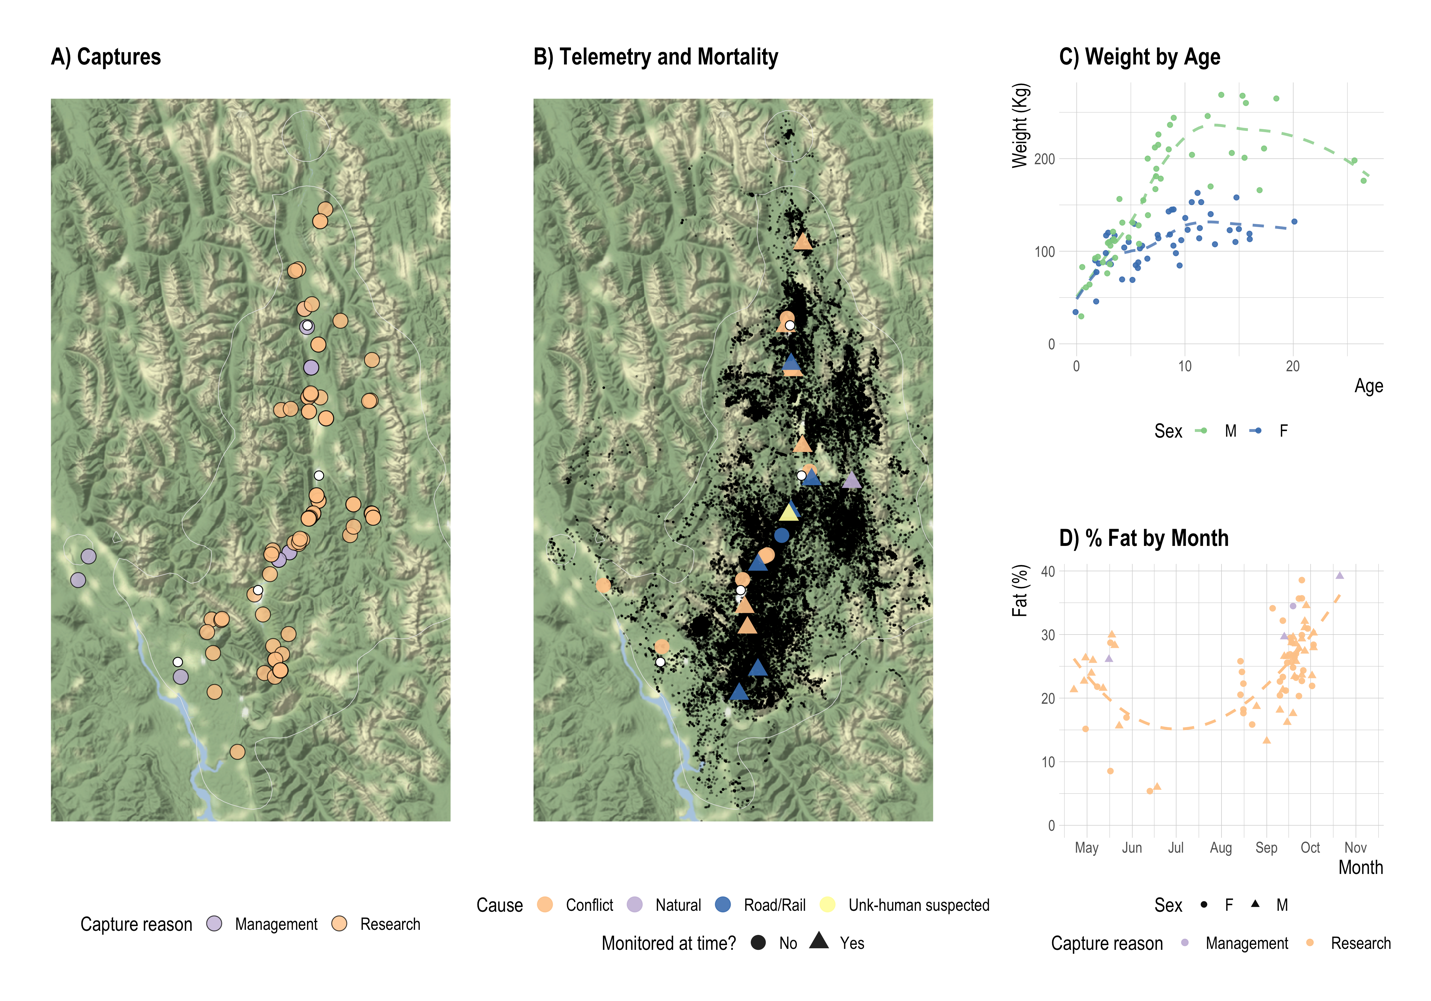 A) Captures
B) Telemetry and Mortality
C) Weight by Age
Weight (Kg)
200
100
0
0 10 20
Age
Sex M F
D) % Fat by Month
Fat (%)
40
30
20
10
0
May Jun Jul Aug Sep Oct Nov
Month
Sex F M
Capture reason Management Research
Cause Conflict Natural Road/Rail Unk-human suspected
Monitored at time? No Yes
Capture reason Management Research